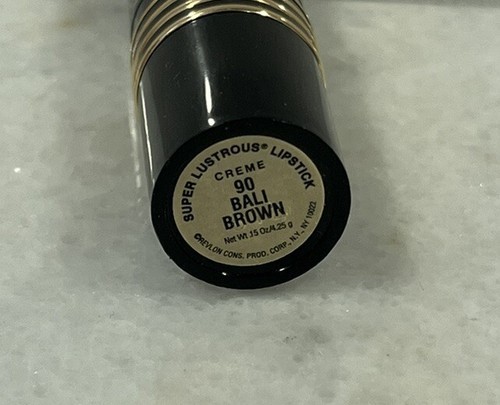 SUPER LUSTROUS® LIPSTICK
CREME
90
BALI
BROWN
Net Wt .15 Oz/4.25 g
©REVLON CONS. PROD. CORP., N.Y., NY 10022